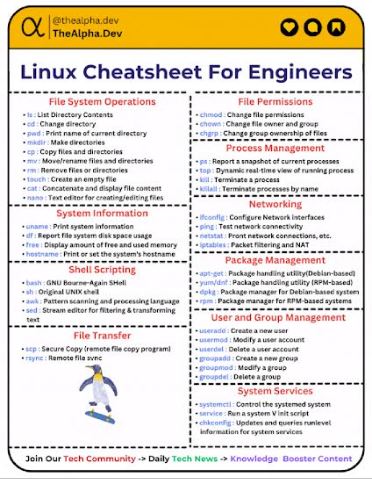 @thealpha.dev
TheAlpha.Dev
Linux Cheatsheet For Engineers
File System Operations
• ls : List Directory Contents
• cd : Change directory
• pwd : Print name of current directory
• mkdir : Make directories
• cp : Copy files and directories
• mv : Move/rename files and directories
• rm : Remove files or directories
• touch : Create an empty file
• cat : Concatenate and display file content
• nano : Text editor for creating/editing files
System Information
• uname : Print system information
• df : Report file system disk space usage
• free : Display amount of free and used memory
• hostname : Print or set the system's hostname
Shell Scripting
• bash : GNU Bourne-Again SHell
• sh : Original UNIX shell
• awk : Pattern scanning and processing language
• sed : Stream editor for filtering & transforming
text
File Transfer
• scp : Secure Copy (remote file copy program)
• rsync : Remote file sync
File Permissions
• chmod : Change file permissions
• chown : Change file owner and group
• chgrp : Change group ownership of files
Process Management
• ps : Report a snapshot of current processes
• top : Dynamic real-time view of running process
• kill : Terminate a process
• killall : Terminate processes by name
Networking
• ifconfig : Configure Network interfaces
• ping : Test network connectivity
• netstat : Pront network connections, etc.
• iptables : Packet Filtering and NAT
Package Management
• apt-get : Package handling utility(Debian-based)
• yum/dnf : Package handling utility (RPM-based)
• dpkg : Package manager for Debian-based system
• rpm : Package manager for RPM-based systems
User and Group Management
• useradd : Create a new user
• usermod : Modify a user account
• userdel : Delete a user account
• groupadd : Create a new group
• groupmod : Modify a group
• groupdel : Delete a group
System Services
• systemctl : Control the systemed system
• service : Run a system V init script
• chkconfig : Updates and queries runlevel
information for system services
Join Our Tech Community -> Daily Tech News -> Knowledge Booster Content